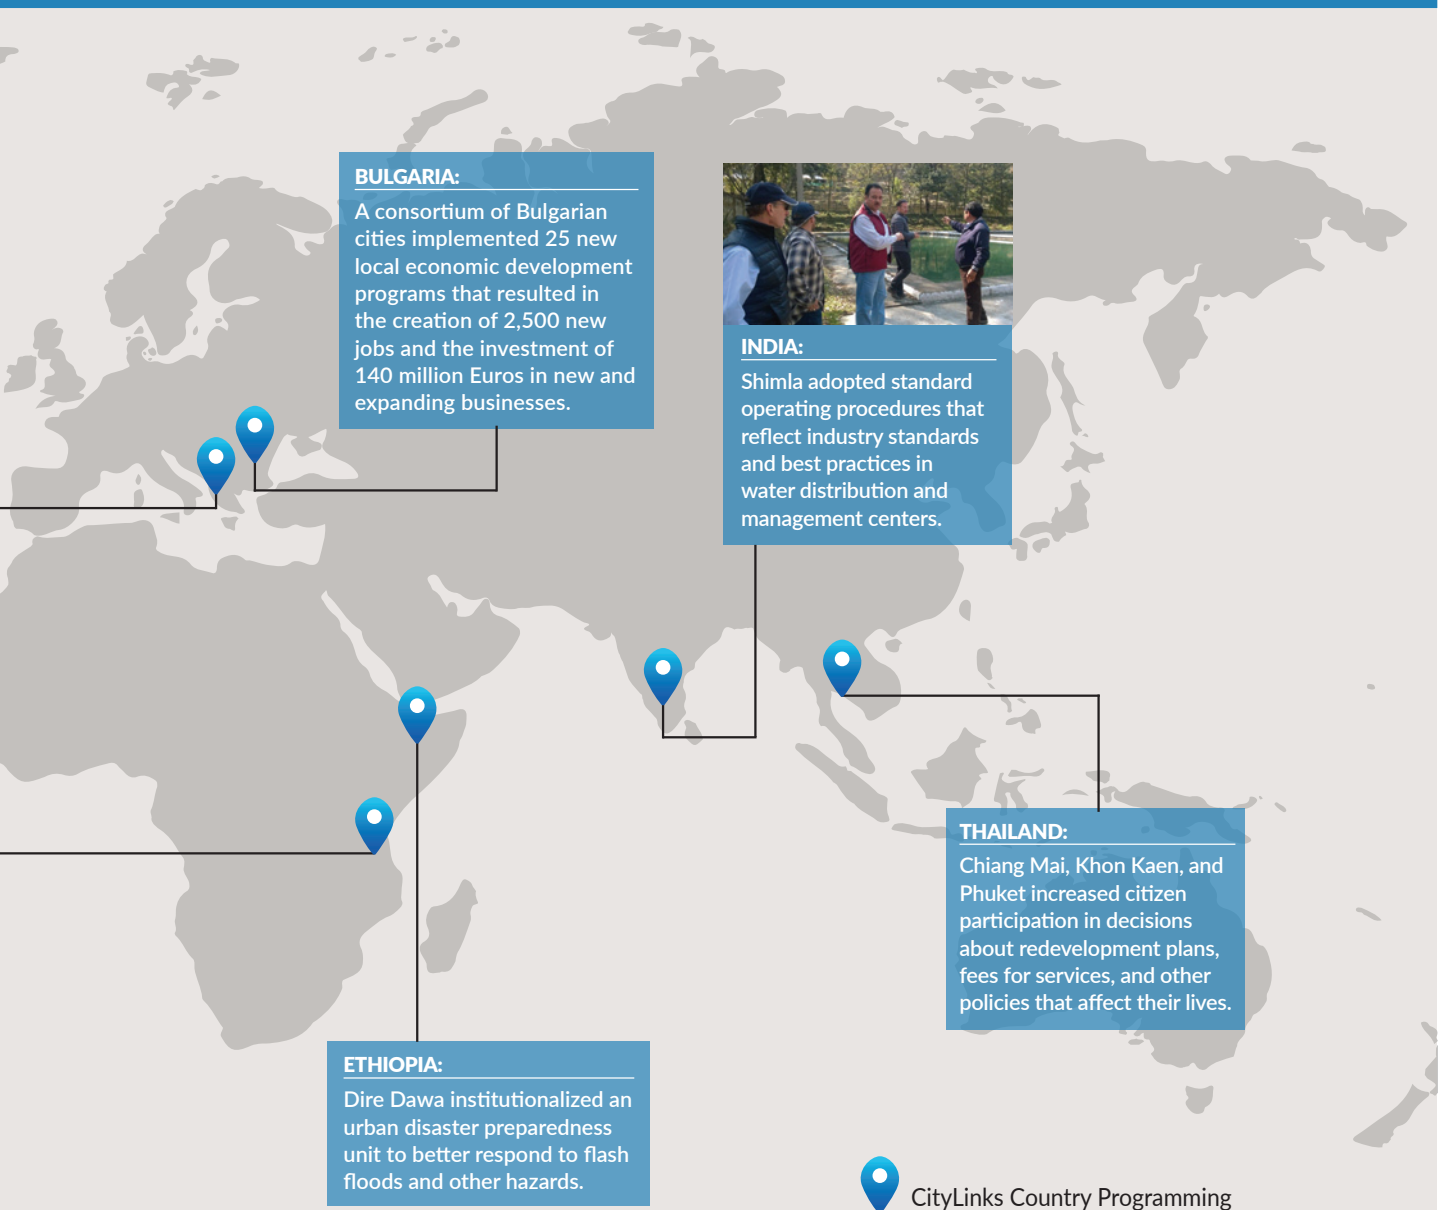 BULGARIA:
A consortium of Bulgarian
cities implemented 25 new
local economic development
programs that resulted in
the creation of 2,500 new
jobs and the investment of
140 million Euros in new and
expanding businesses.
INDIA:
Shimla adopted standard
operating procedures that
reflect industry standards
and best practices in
water distribution and
management centers.
THAILAND:
Chiang Mai, Khon Kaen, and
Phuket increased citizen
participation in decisions
about redevelopment plans,
fees for services, and other
policies that affect their lives.
ETHIOPIA:
Dire Dawa institutionalized an
urban disaster preparedness
unit to better respond to flash
floods and other hazards.
CityLinks Country Programming